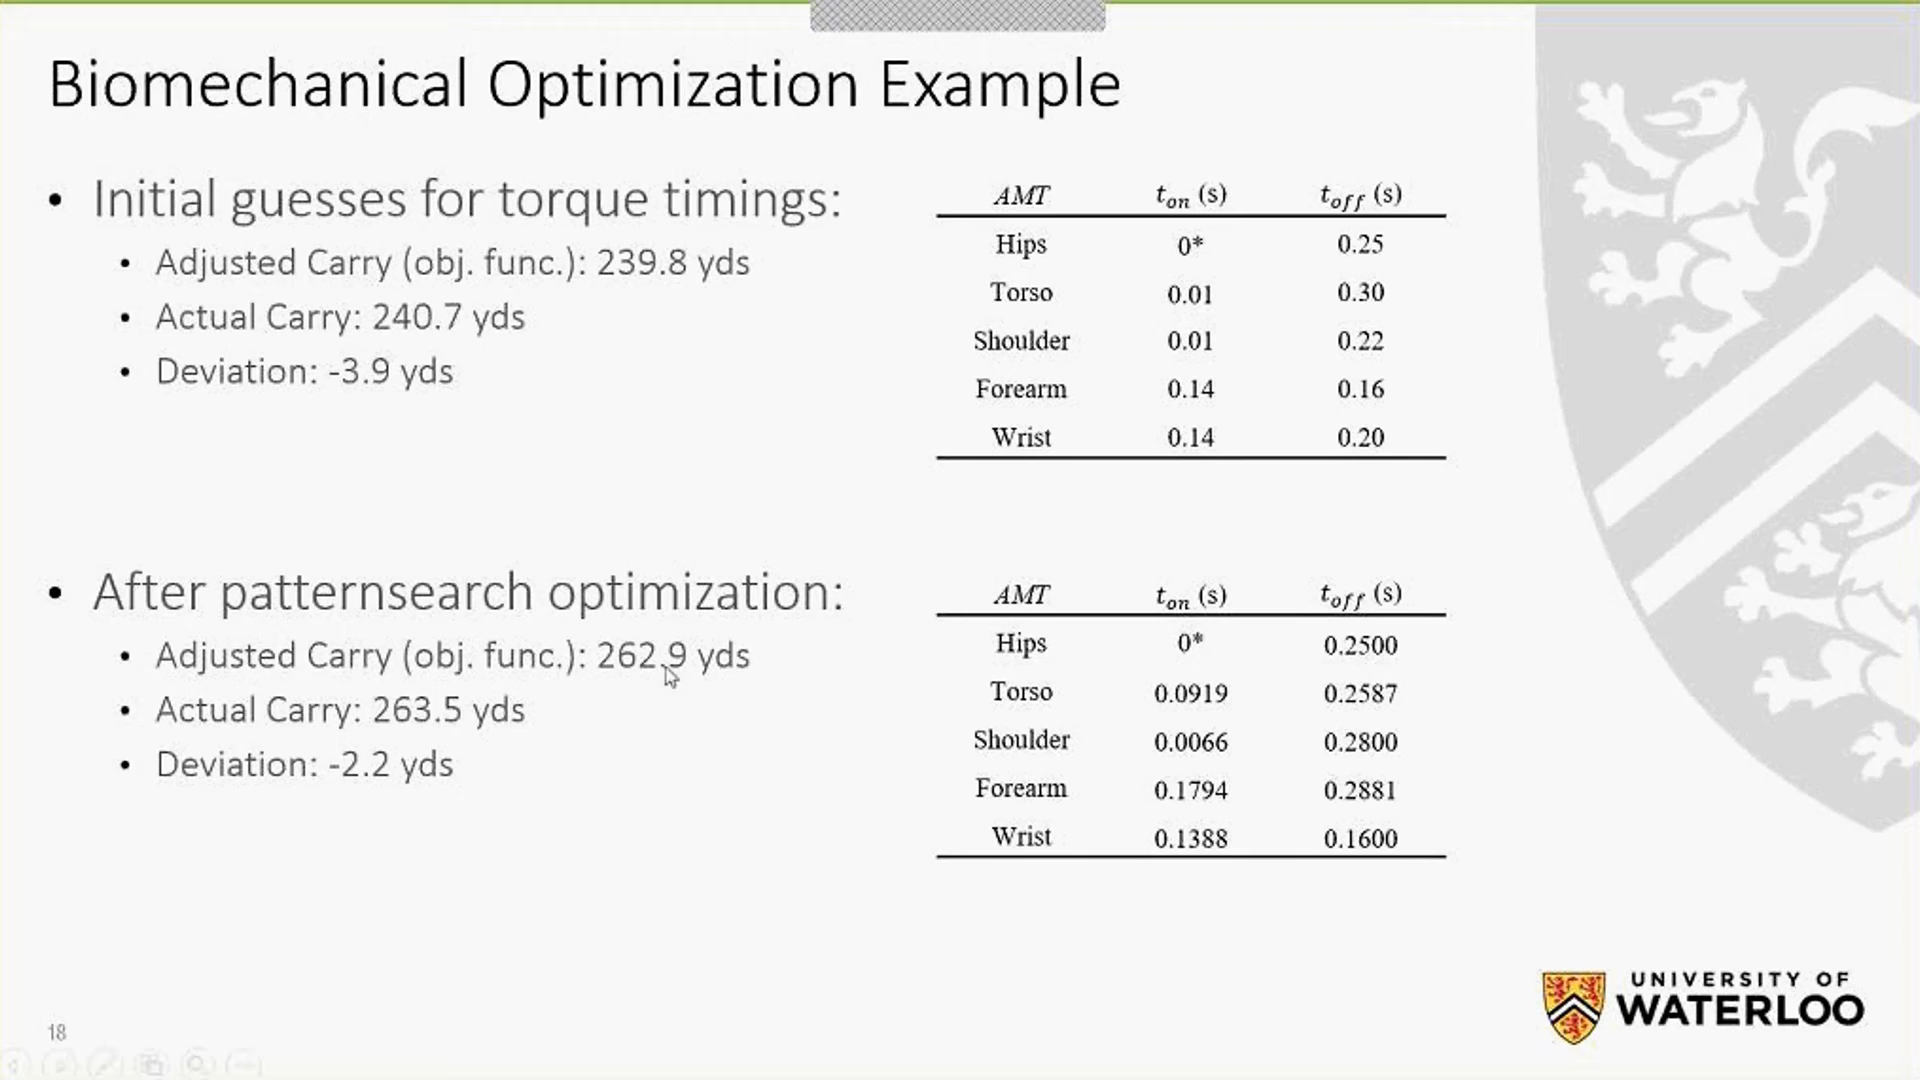 Biomechanical Optimization Example
• Initial guesses for torque timings:
• Adjusted Carry (obj. func.): 239.8 yds
• Actual Carry: 240.7 yds
• Deviation: -3.9 yds
AMT t_on (s) t_off (s)
Hips 0* 0.25
Torso 0.01 0.30
Shoulder 0.01 0.22
Forearm 0.14 0.16
Wrist 0.14 0.20
• After patternsearch optimization:
• Adjusted Carry (obj. func.): 262.9 yds
• Actual Carry: 263.5 yds
• Deviation: -2.2 yds
AMT t_on (s) t_off (s)
Hips 0* 0.2500
Torso 0.0919 0.2587
Shoulder 0.0066 0.2800
Forearm 0.1794 0.2881
Wrist 0.1388 0.1600
18
UNIVERSITY OF
WATERLOO